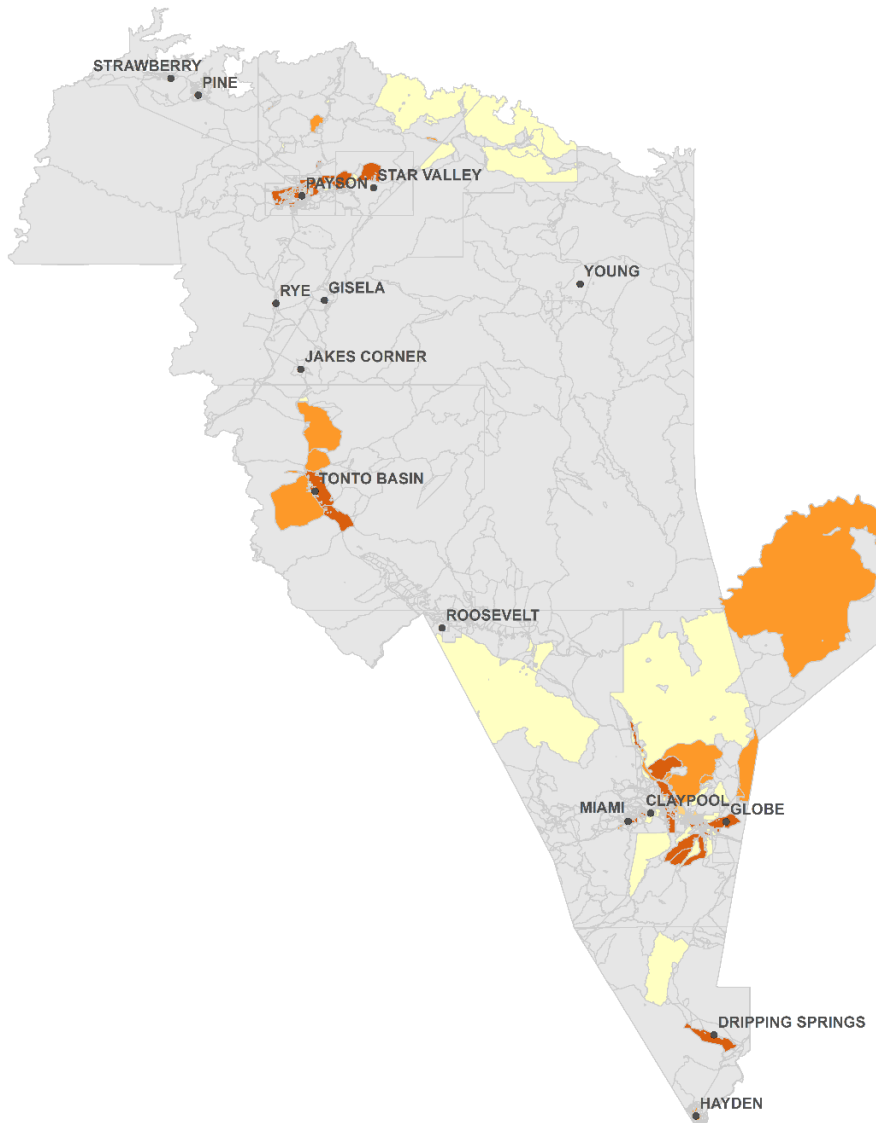 STRAWBERRY
PINE
PAYSON
STAR VALLEY
YOUNG
RYE
GISELA
JAKES CORNER
TONTO BASIN
ROOSEVELT
MIAMI
CLAYPOOL
GLOBE
DRIPPING SPRINGS
HAYDEN